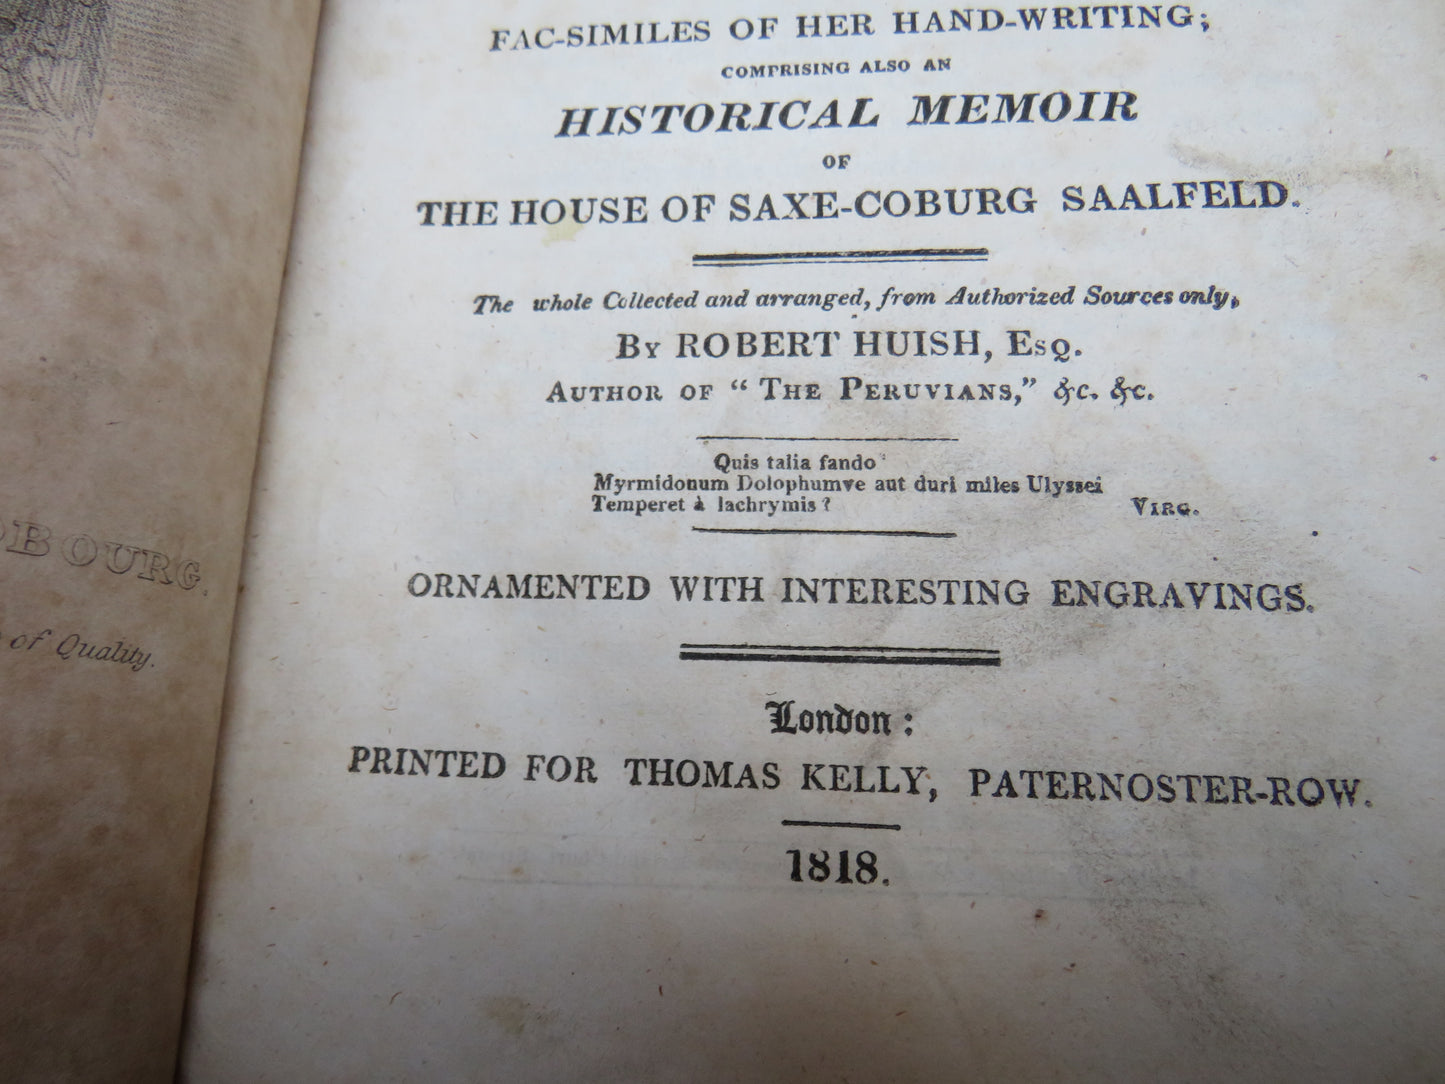 FAC-SIMILES OF HER HAND-WRITING;
COMPRISING ALSO AN
HISTORICAL MEMOIR
OF
THE HOUSE OF SAXE-COBURG SAALFELD.
The whole Collected and arranged, from Authorized Sources only,
BY ROBERT HUISH, ESQ.
AUTHOR OF "THE PERUVIANS," &c. &c.
Quis talia fando
Myrmidonum Dolophumve aut duri miles Ulyssei
Temperet à lachrymis?
VIRG.
ORNAMENTED WITH INTERESTING ENGRAVINGS.
London:
PRINTED FOR THOMAS KELLY, PATERNOSTER-ROW.
1818.
OBOURG.
of Quality.